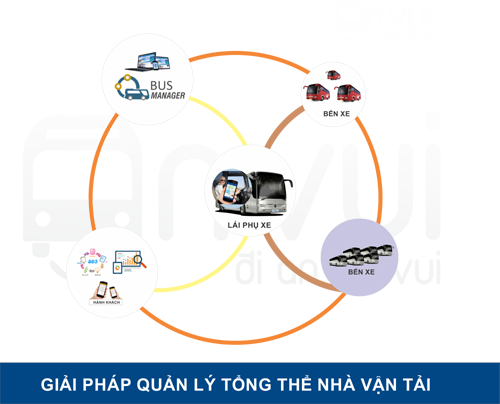 BUS
MANAGER
BẾN XE
LÁI PHỤ XE
BẾN XE
HÀNH KHÁCH
anvui
GIẢI PHÁP QUẢN LÝ TỔNG THỂ NHÀ VẬN TẢI